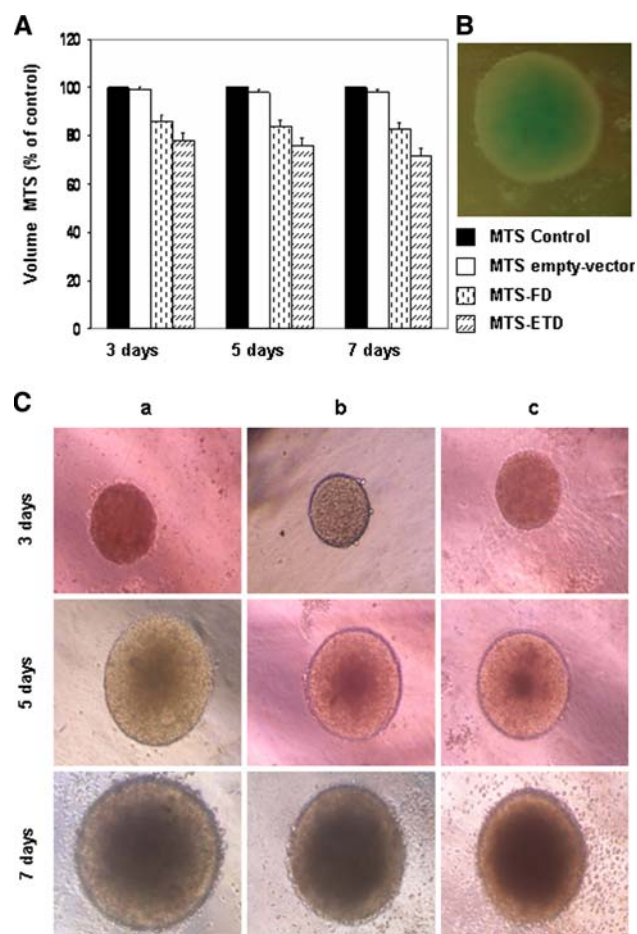 A
B
Volume MTS (% of control)
120
100
80
60
40
20
0
3 days
5 days
7 days
MTS Control
MTS empty-vector
MTS-FD
MTS-ETD
C
a
b
c
3 days
5 days
7 days